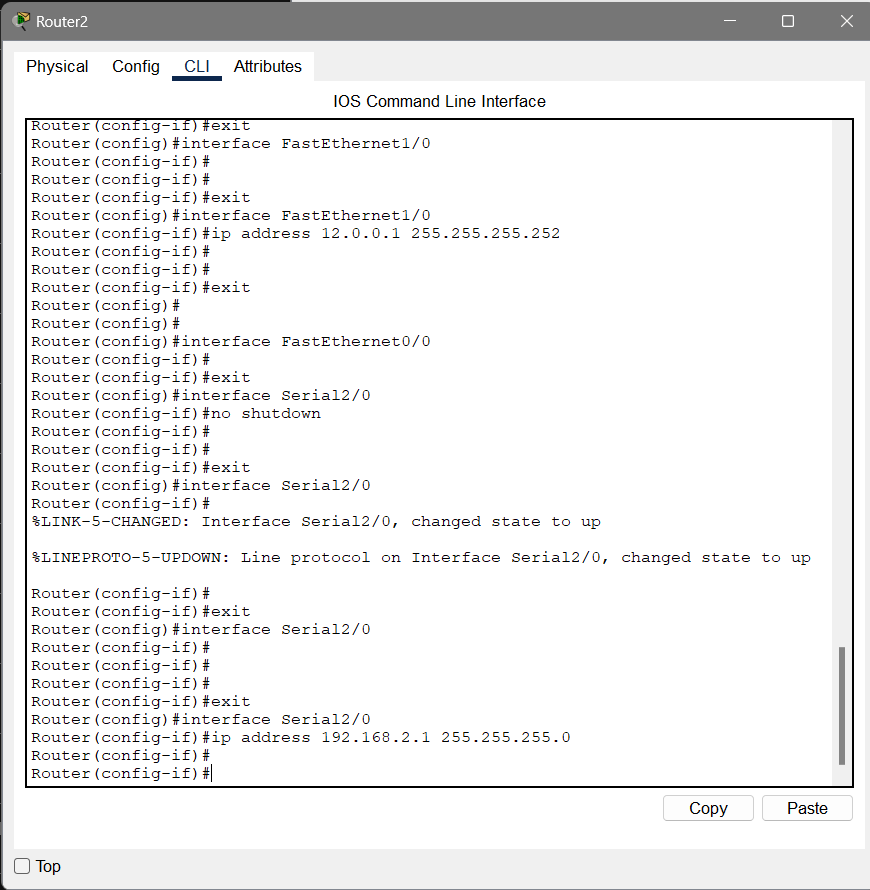 Router2
Physical Config CLI Attributes
IOS Command Line Interface
Router(config-if)#exit
Router(config)#interface FastEthernet1/0
Router(config-if)#
Router(config-if)#
Router(config-if)#exit
Router(config)#interface FastEthernet1/0
Router(config-if)#ip address 12.0.0.1 255.255.255.252
Router(config-if)#
Router(config-if)#
Router(config-if)#exit
Router(config)#
Router(config)#
Router(config)#interface FastEthernet0/0
Router(config-if)#
Router(config-if)#exit
Router(config)#interface Serial2/0
Router(config-if)#no shutdown
Router(config-if)#
Router(config-if)#
Router(config-if)#exit
Router(config)#interface Serial2/0
Router(config-if)#
%LINK-5-CHANGED: Interface Serial2/0, changed state to up
%LINEPROTO-5-UPDOWN: Line protocol on Interface Serial2/0, changed state to up
Router(config-if)#
Router(config-if)#exit
Router(config)#interface Serial2/0
Router(config-if)#
Router(config-if)#
Router(config-if)#
Router(config-if)#exit
Router(config)#interface Serial2/0
Router(config-if)#ip address 192.168.2.1 255.255.255.0
Router(config-if)#
Router(config-if)#
Copy Paste
Top